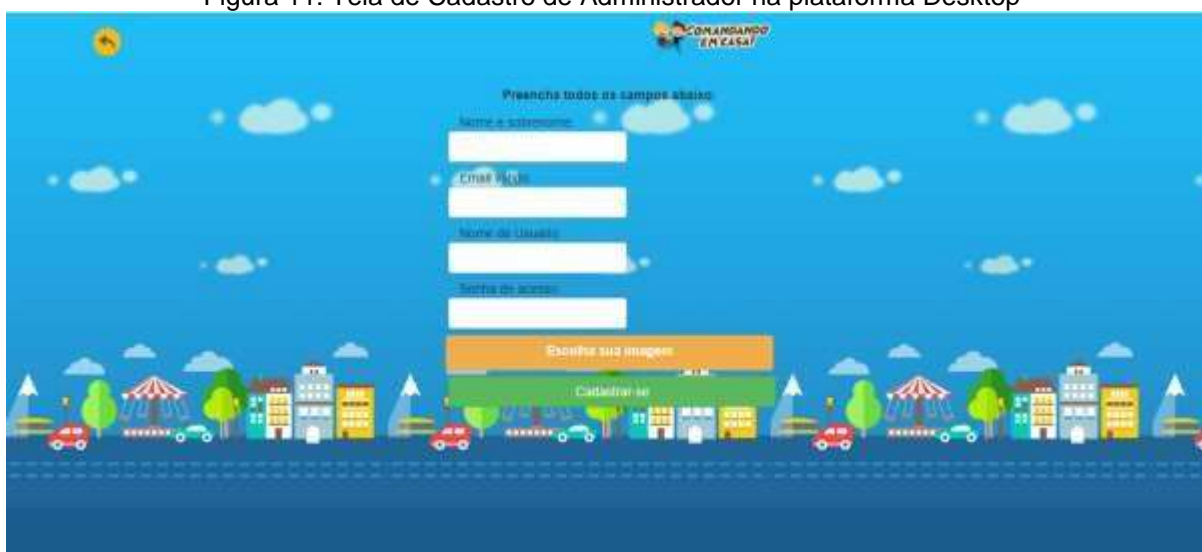 Figura 11: Tela de Cadastro de Administrador na plataforma Desktop
COMANDANDO
EM CASA!
Preencha todos os campos abaixo:
Nome e sobrenome:
Email
Nome de Usuário
Senha de acesso
Escolha sua imagem
Cadastrar-se